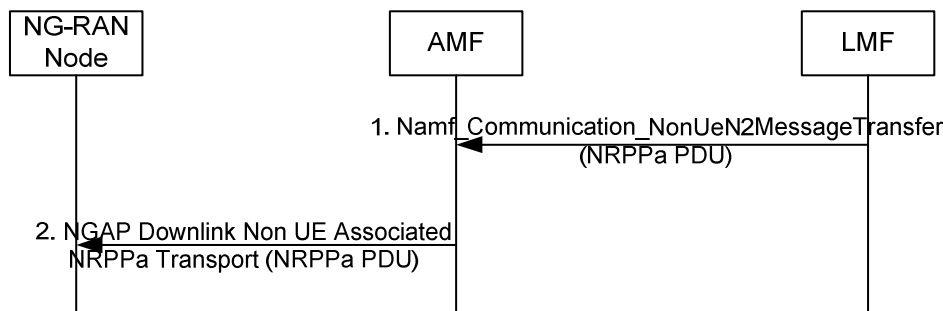 NG-RAN
Node
AMF
LMF
1. Namf_Communication_NonUeN2MessageTransfer
(NRPPa PDU)
2. NGAP Downlink Non UE Associated
NRPPa Transport (NRPPa PDU)